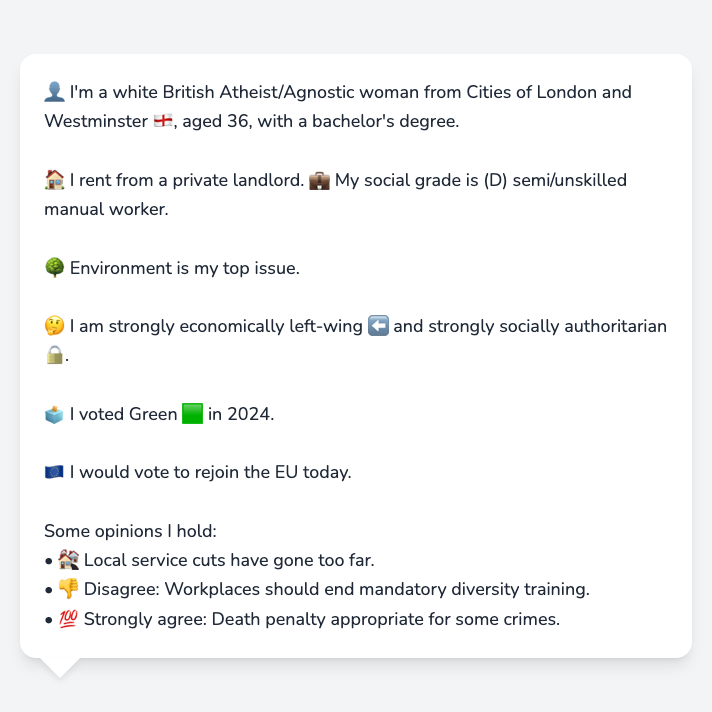 👤 I'm a white British Atheist/Agnostic woman from Cities of London and
Westminster 🏴󠁧󠁢󠁥󠁮󠁧󠁿, aged 36, with a bachelor's degree.
🏠 I rent from a private landlord. 💼 My social grade is (D) semi/unskilled
manual worker.
🌳 Environment is my top issue.
🤔 I am strongly economically left-wing ⬅️ and strongly socially authoritarian
🔒.
🗳️ I voted Green 🟩 in 2024.
🇪🇺 I would vote to rejoin the EU today.
Some opinions I hold:
• 🏚️ Local service cuts have gone too far.
• 👎 Disagree: Workplaces should end mandatory diversity training.
• 💯 Strongly agree: Death penalty appropriate for some crimes.